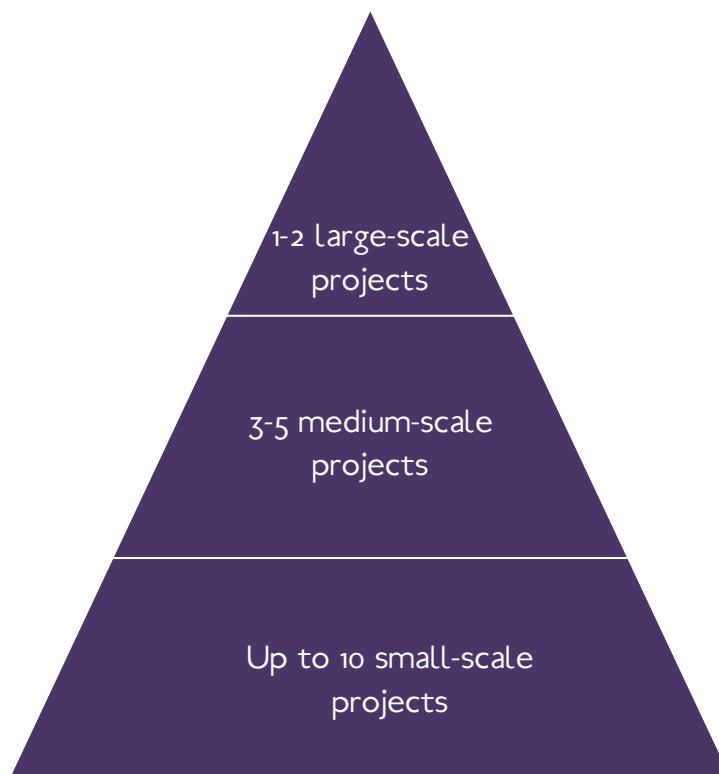 1-2 large-scale
projects
3-5 medium-scale
projects
Up to 10 small-scale
projects